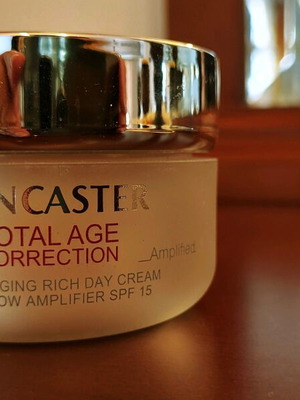 NCASTER
OTAL AGE
ORRECTION
_Amplified.
GING RICH DAY CREAM
OW AMPLIFIER SPF 15